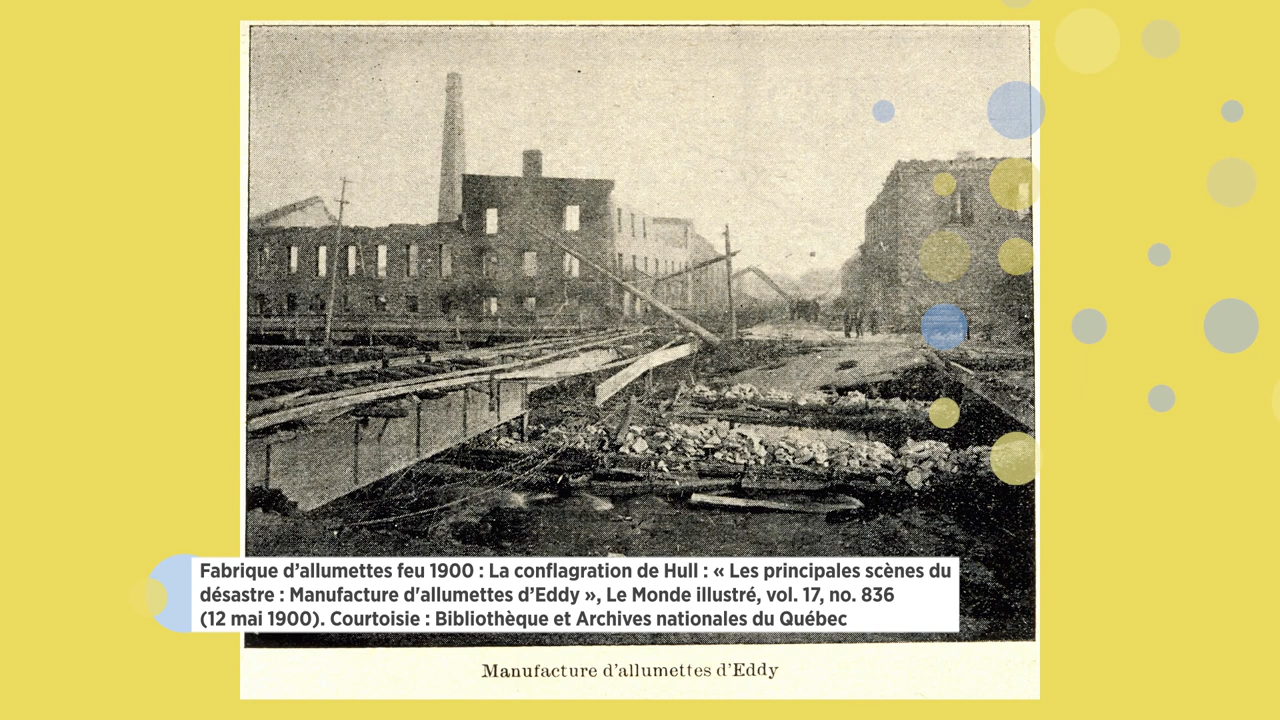 Fabrique d’allumettes feu 1900 : La conflagration de Hull : « Les principales scènes du
désastre : Manufacture d'allumettes d’Eddy », Le Monde illustré, vol. 17, no. 836
(12 mai 1900). Courtoisie : Bibliothèque et Archives nationales du Québec
Manufacture d'allumettes d'Eddy